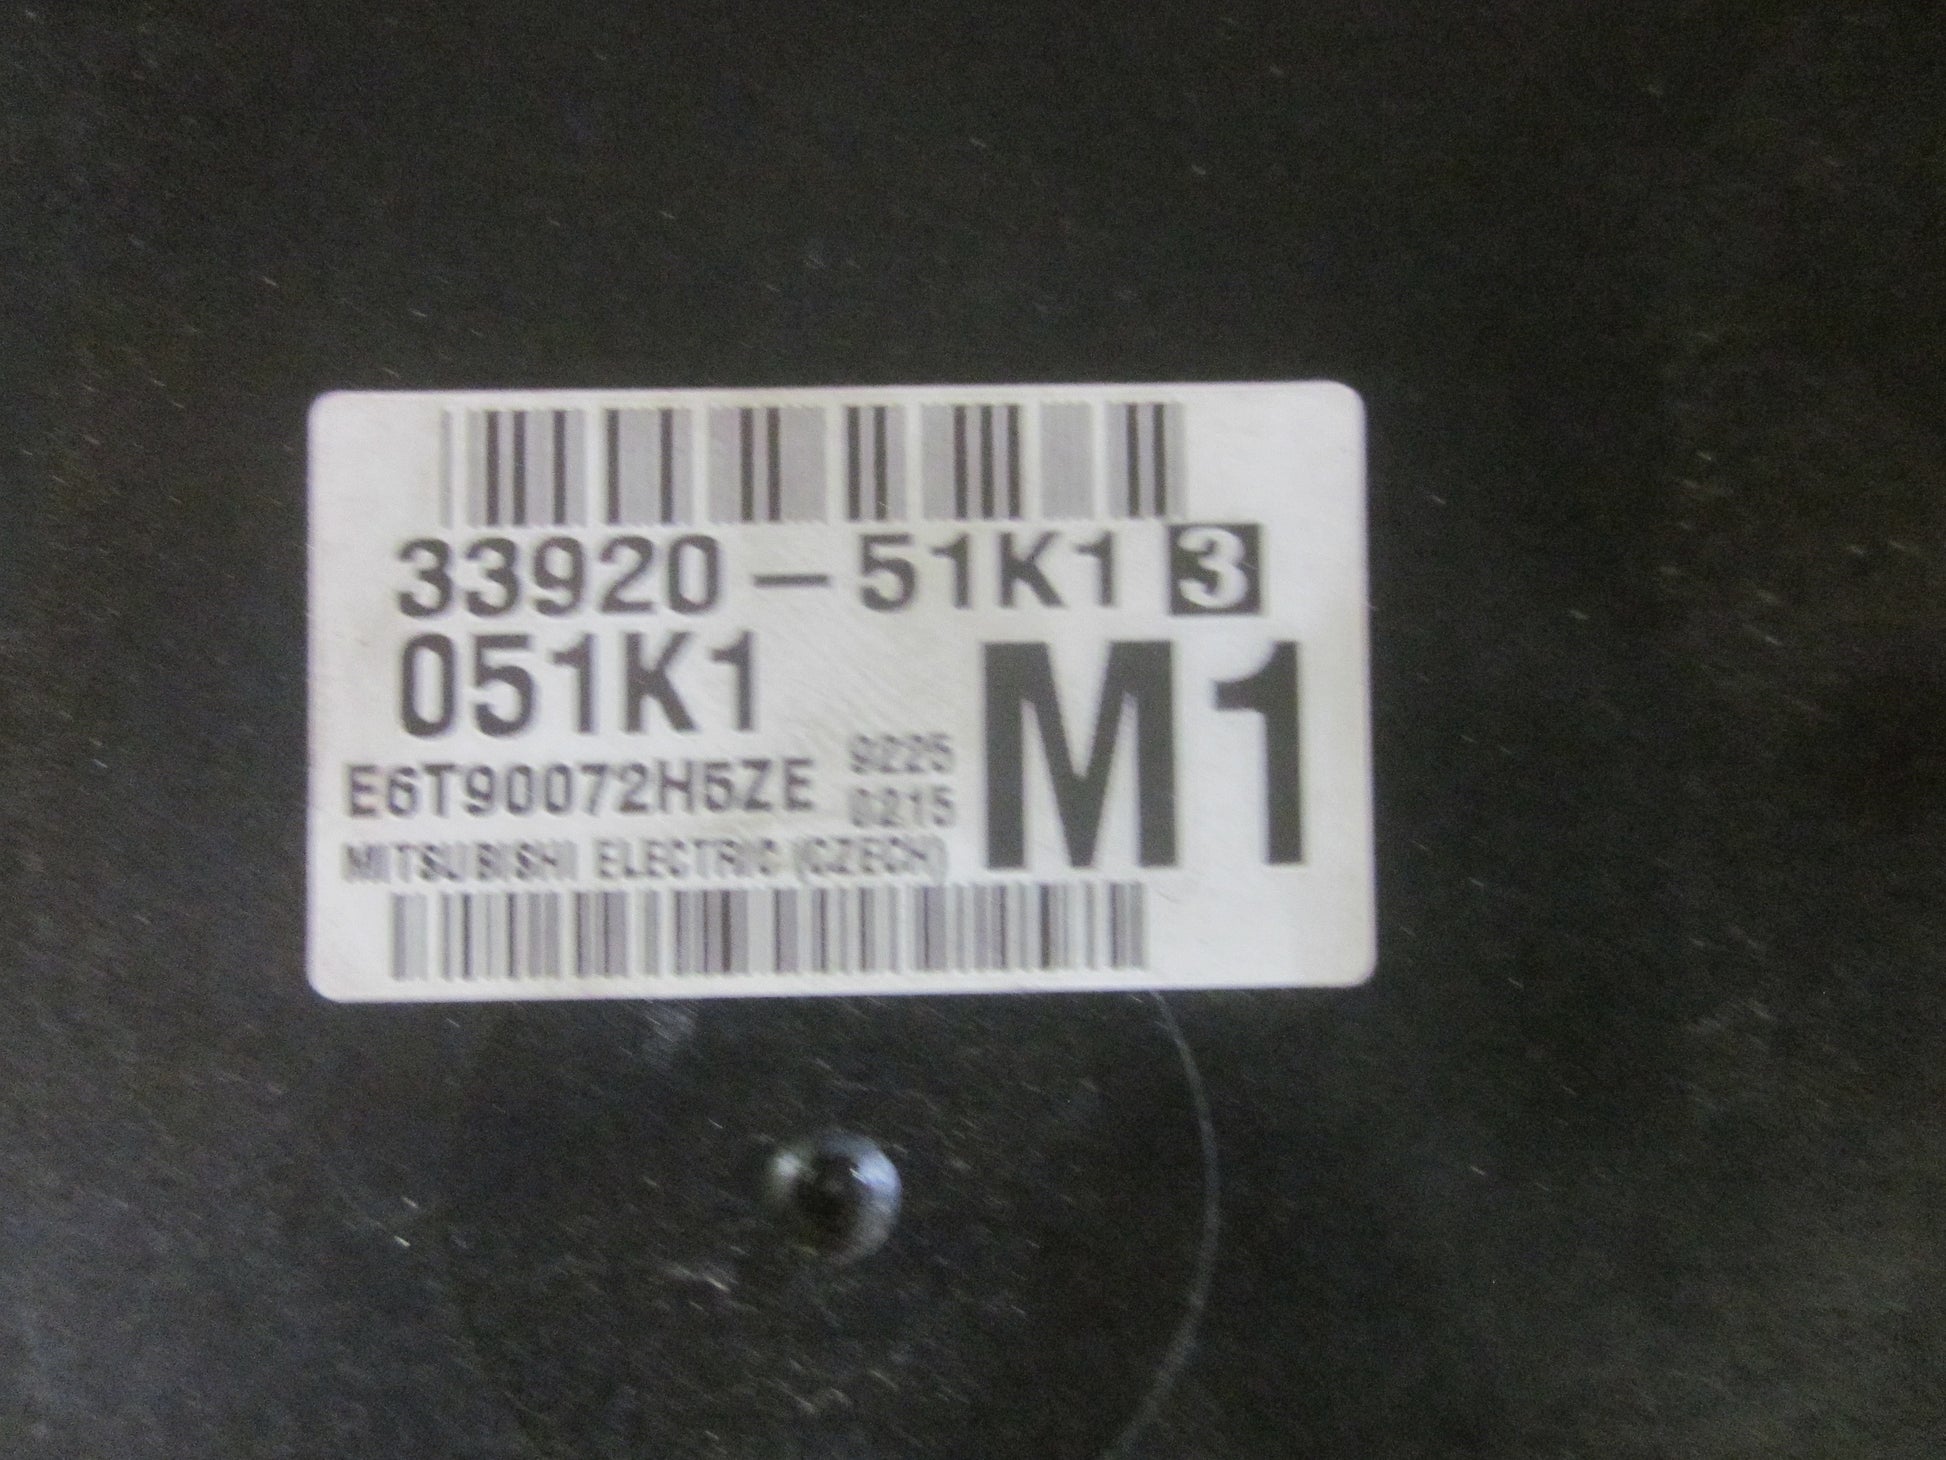 33920-51K1 3
051K1
M1
E6T90072H5ZE
9225
0215
MITSUBISHI ELECTRIC (CZECH)